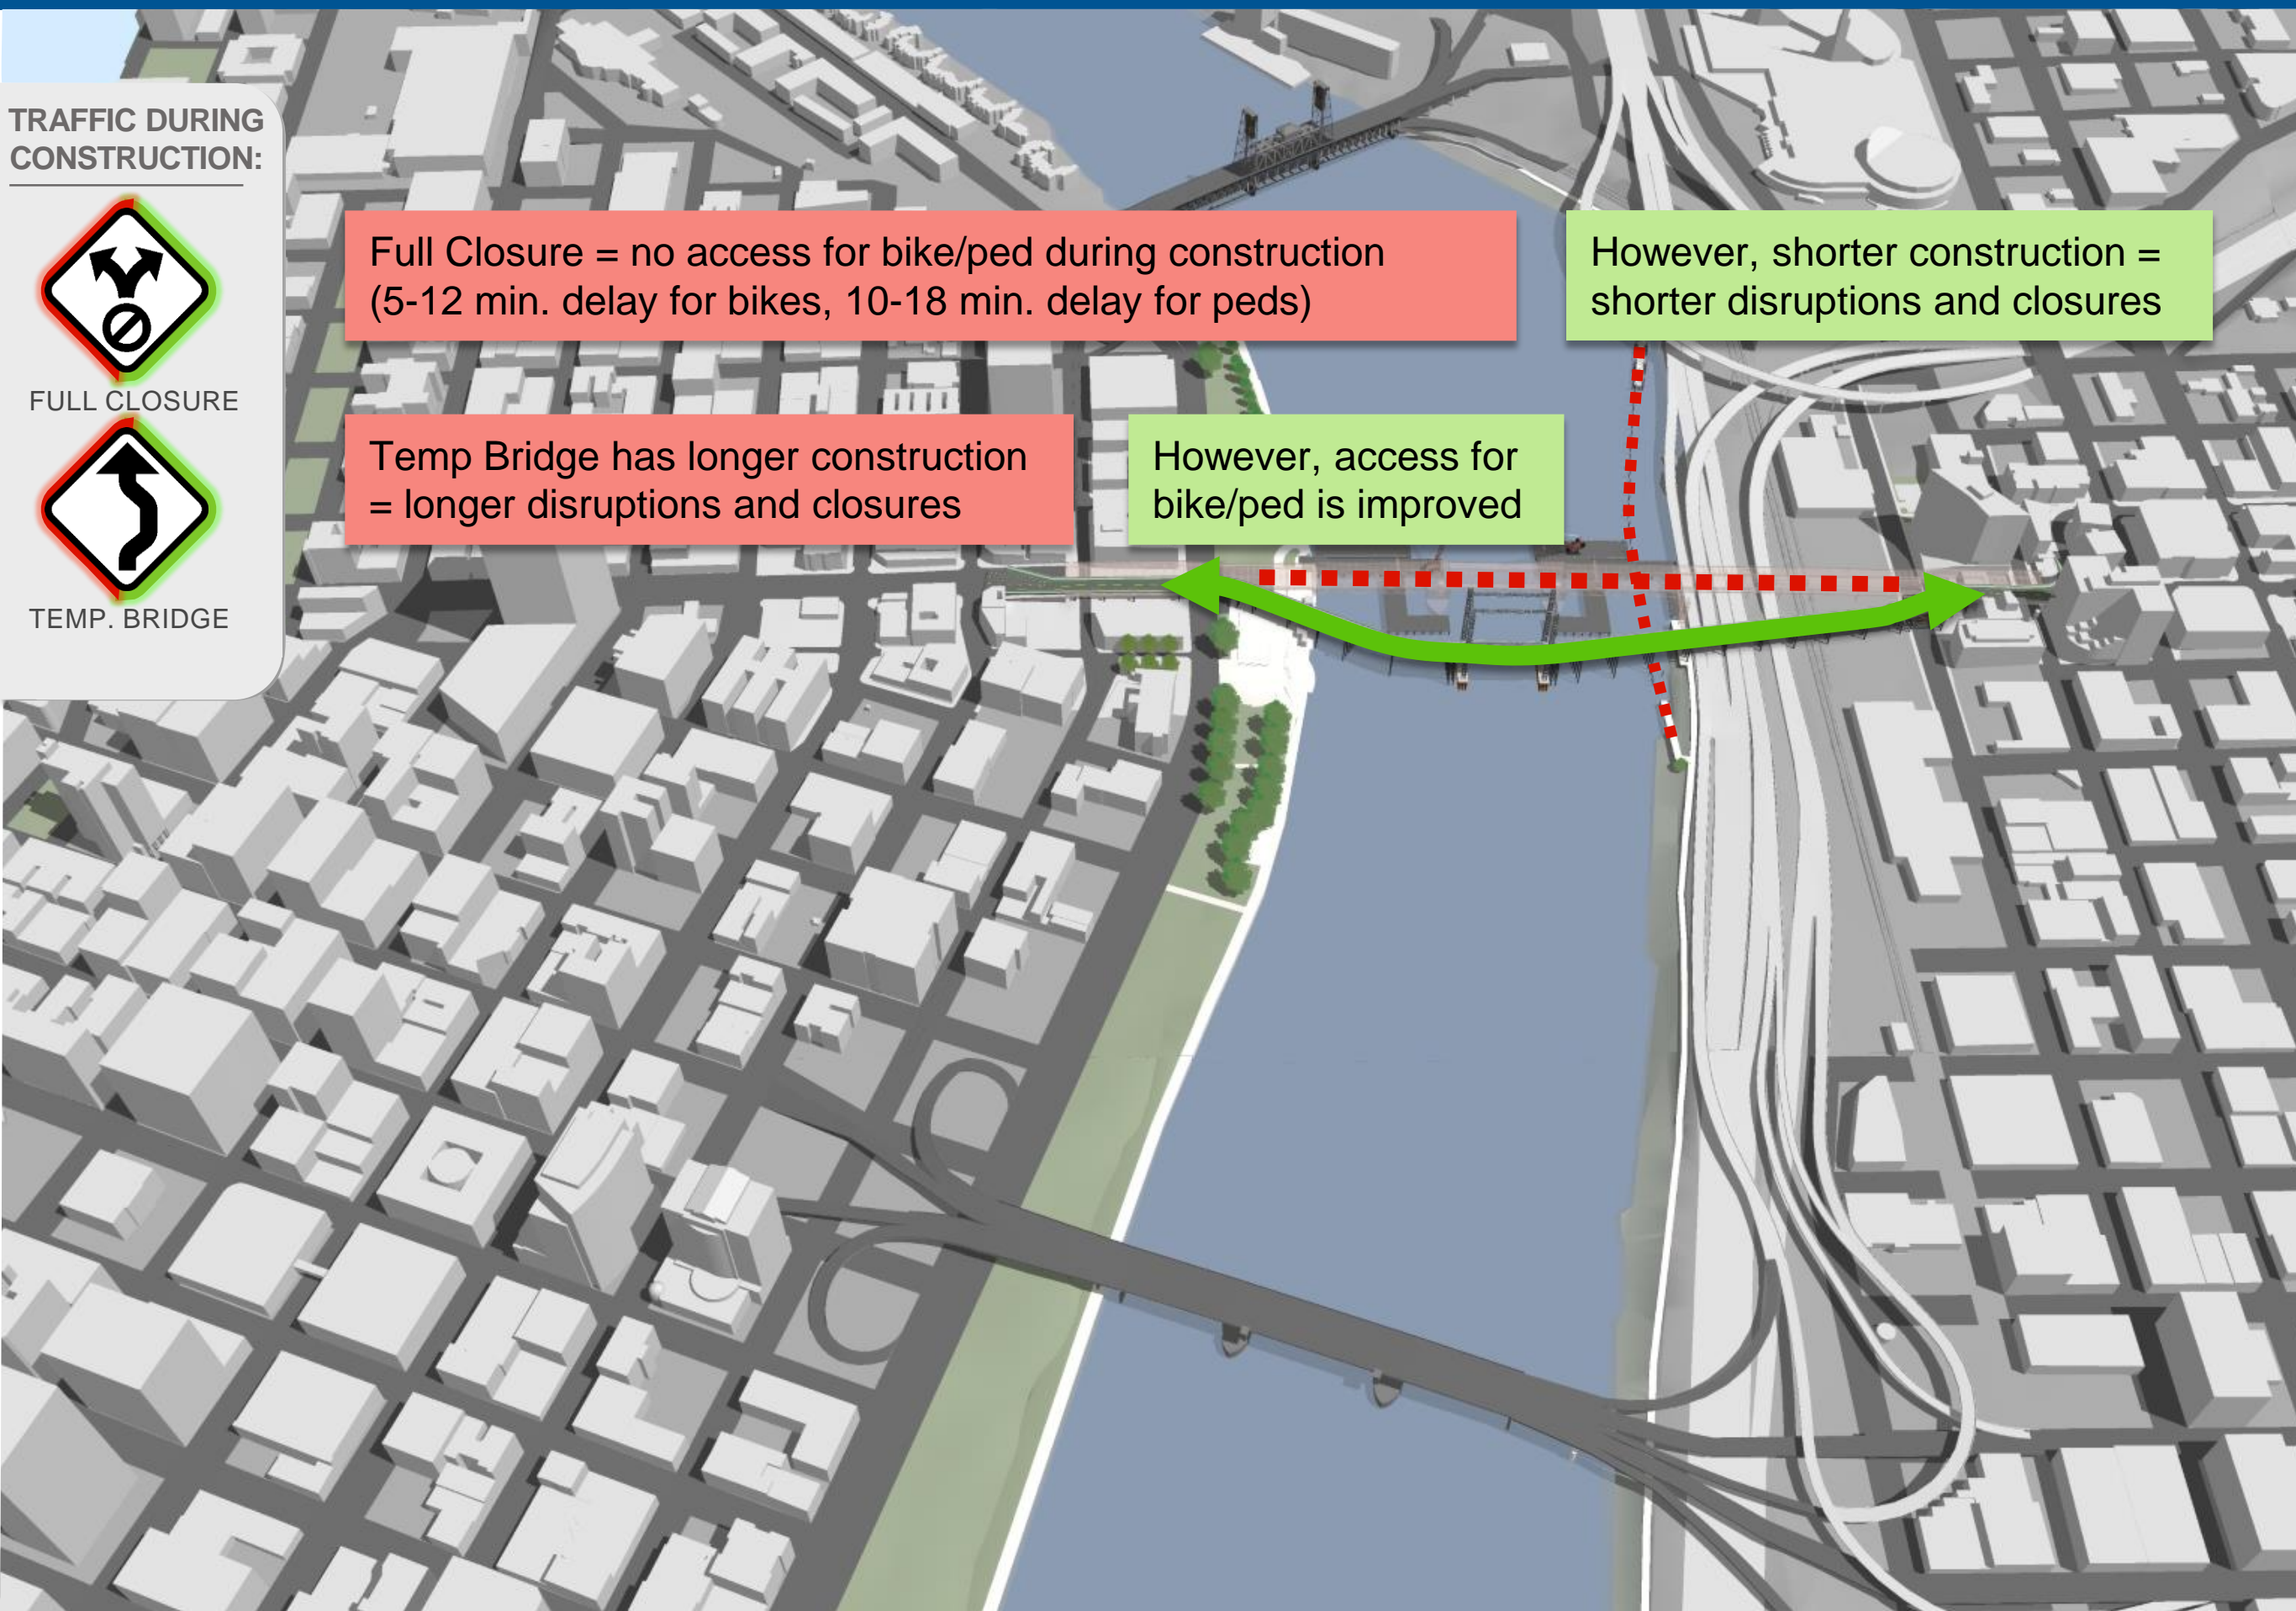 TRAFFIC DURING
CONSTRUCTION:
FULL CLOSURE
TEMP. BRIDGE
Full Closure = no access for bike/ped during construction
(5-12 min. delay for bikes, 10-18 min. delay for peds)
However, shorter construction =
shorter disruptions and closures
Temp Bridge has longer construction
= longer disruptions and closures
However, access for
bike/ped is improved